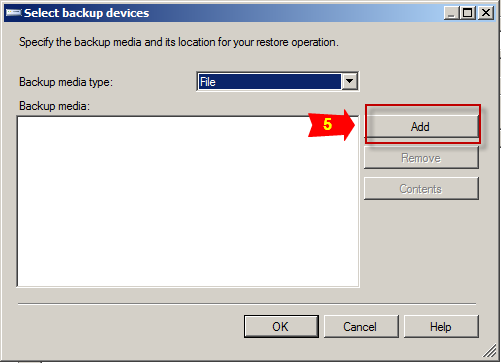 Select backup devices
Specify the backup media and its location for your restore operation.
Backup media type:
File
Backup media:
5
Add
Remove
Contents
OK
Cancel
Help